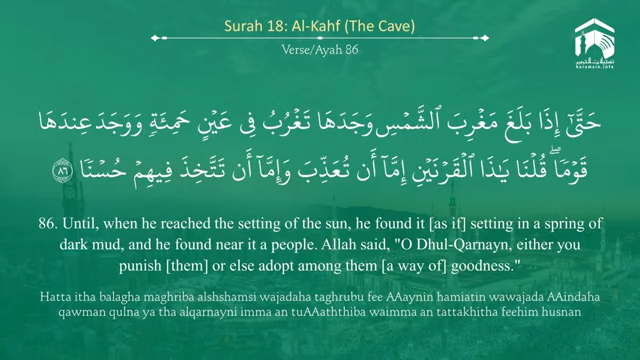 Surah 18: Al-Kahf (The Cave)
Verse/Ayah 86
haramain.info
حَتَّىٰٓ إِذَا بَلَغَ مَغْرِبَ ٱلشَّمْسِ وَجَدَهَا تَغْرُبُ فِى عَيْنٍ حَمِئَةٍ وَوَجَدَ عِندَهَا
قَوْمًا ۗ قُلْنَا يَـٰذَا ٱلْقَرْنَيْنِ إِمَّآ أَن تُعَذِّبَ وَإِمَّآ أَن تَتَّخِذَ فِيهِمْ حُسْنًا ٨٦
86. Until, when he reached the setting of the sun, he found it [as if] setting in a spring of
dark mud, and he found near it a people. Allah said, "O Dhul-Qarnayn, either you
punish [them] or else adopt among them [a way of] goodness."
Hatta itha balagha maghriba alshshamsi wajadaha taghrubu fee AAaynin hamiatin wawajada AAindaha
qawman qulna ya tha alqarnayni imma an tuAAaththiba waimma an tattakhitha feehim husnan